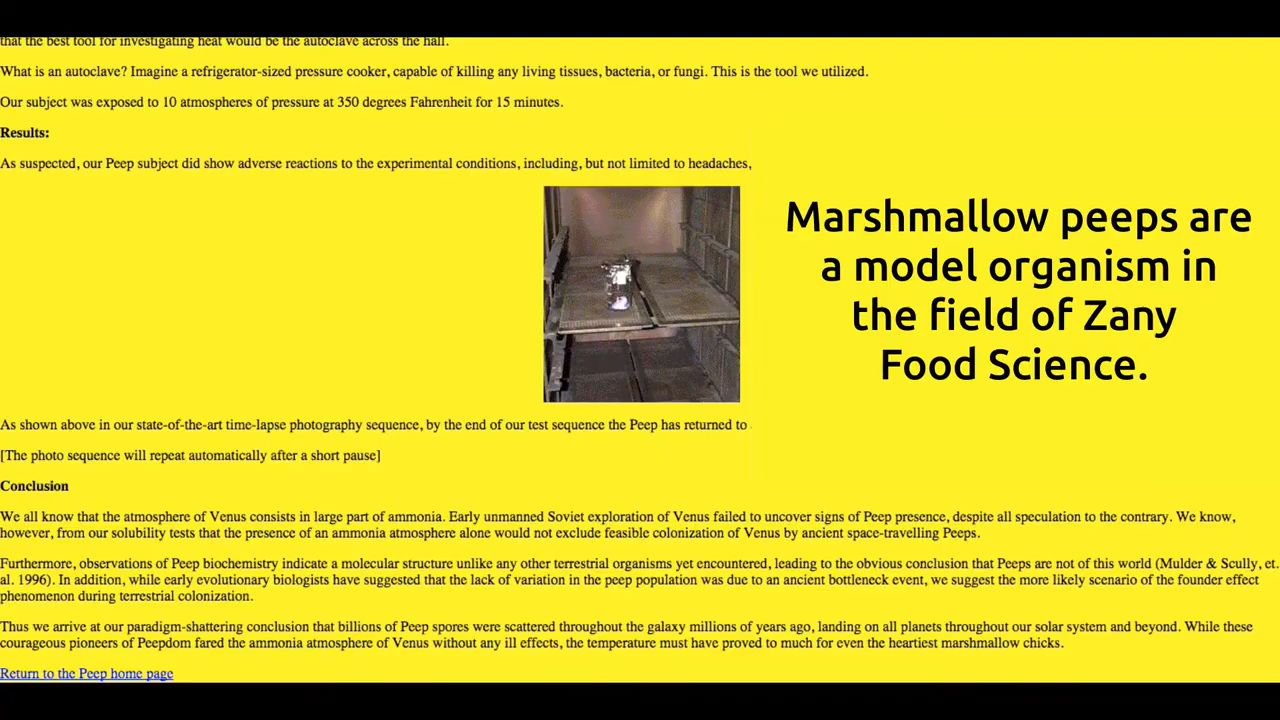 that the best tool for investigating heat would be the autoclave across the hall.
What is an autoclave? Imagine a refrigerator-sized pressure cooker, capable of killing any living tissues, bacteria, or fungi. This is the tool we utilized.
Our subject was exposed to 10 atmospheres of pressure at 350 degrees Fahrenheit for 15 minutes.
Results:
As suspected, our Peep subject did show adverse reactions to the experimental conditions, including, but not limited to headaches,
Marshmallow peeps are
a model organism in
the field of Zany
Food Science.
As shown above in our state-of-the-art time-lapse photography sequence, by the end of our test sequence the Peep has returned to
[The photo sequence will repeat automatically after a short pause]
Conclusion
We all know that the atmosphere of Venus consists in large part of ammonia. Early unmanned Soviet exploration of Venus failed to uncover signs of Peep presence, despite all speculation to the contrary. We know,
however, from our solubility tests that the presence of an ammonia atmosphere alone would not exclude feasible colonization of Venus by ancient space-travelling Peeps.
Furthermore, observations of Peep biochemistry indicate a molecular structure unlike any other terrestrial organisms yet encountered, leading to the obvious conclusion that Peeps are not of this world (Mulder & Scully, et.
al. 1996). In addition, while early evolutionary biologists have suggested that the lack of variation in the peep population was due to an ancient bottleneck event, we suggest the more likely scenario of the founder effect
phenomenon during terrestrial colonization.
Thus we arrive at our paradigm-shattering conclusion that billions of Peep spores were scattered throughout the galaxy millions of years ago, landing on all planets throughout our solar system and beyond. While these
courageous pioneers of Peepdom fared the ammonia atmosphere of Venus without any ill effects, the temperature must have proved to much for even the heartiest marshmallow chicks.
Return to the Peep home page